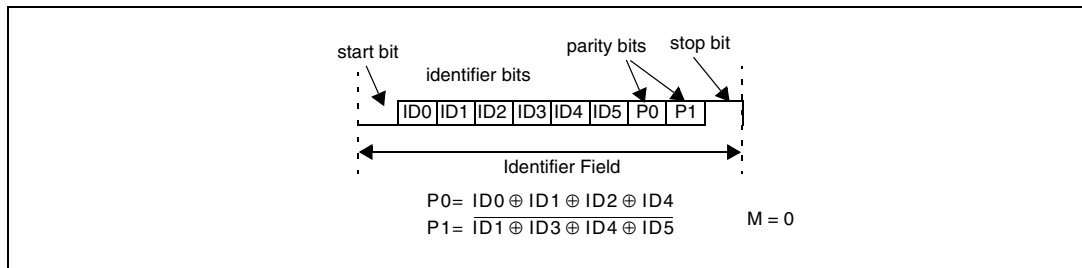 start bit
identifier bits
parity bits
stop bit
ID0 ID1 ID2 ID3 ID4 ID5 P0 P1
Identifier Field
P0= ID0 ⊕ ID1 ⊕ ID2 ⊕ ID4
P1= \overline{ID1 ⊕ ID3 ⊕ ID4 ⊕ ID5}
M = 0